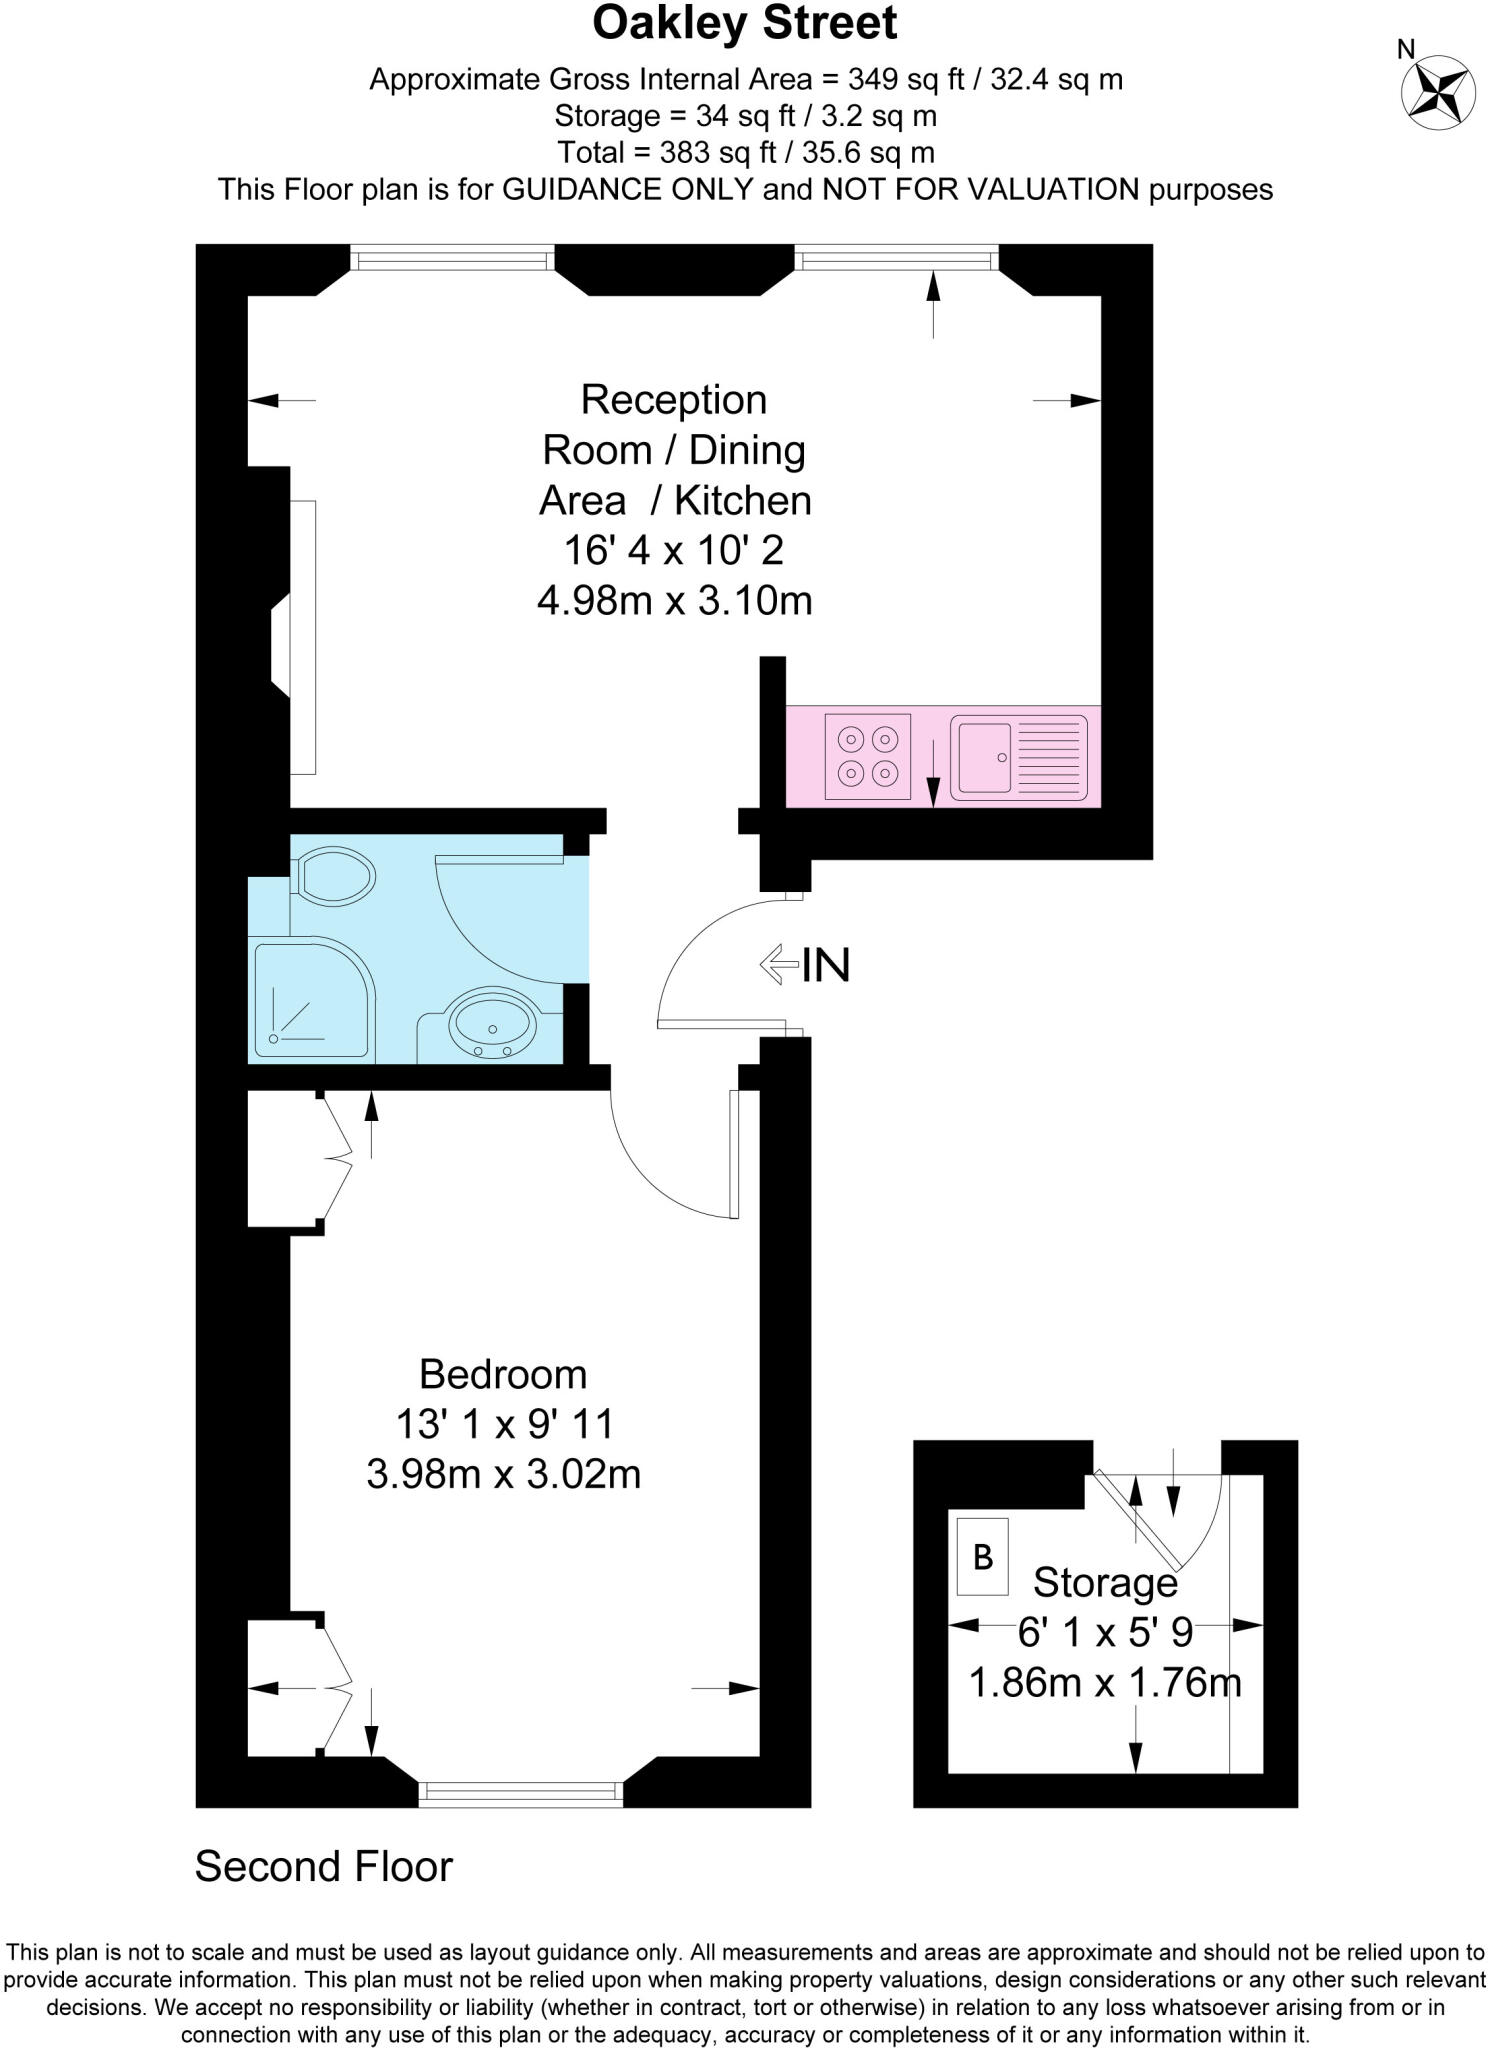 Oakley Street
Approximate Gross Internal Area = 349 sq ft / 32.4 sq m
Storage = 34 sq ft / 3.2 sq m
Total = 383 sq ft / 35.6 sq m
This Floor plan is for GUIDANCE ONLY and NOT FOR VALUATION purposes
N
Reception
Room / Dining
Area / Kitchen
16' 4 x 10' 2
4.98m x 3.10m
IN
Bedroom
13' 1 x 9' 11
3.98m x 3.02m
B
Storage
6' 1 x 5' 9
1.86m x 1.76m
Second Floor
This plan is not to scale and must be used as layout guidance only. All measurements and areas are approximate and should not be relied upon to
provide accurate information. This plan must not be relied upon when making property valuations, design considerations or any other such relevant
decisions. We accept no responsibility or liability (whether in contract, tort or otherwise) in relation to any loss whatsoever arising from or in
connection with any use of this plan or the adequacy, accuracy or completeness of it or any information within it.